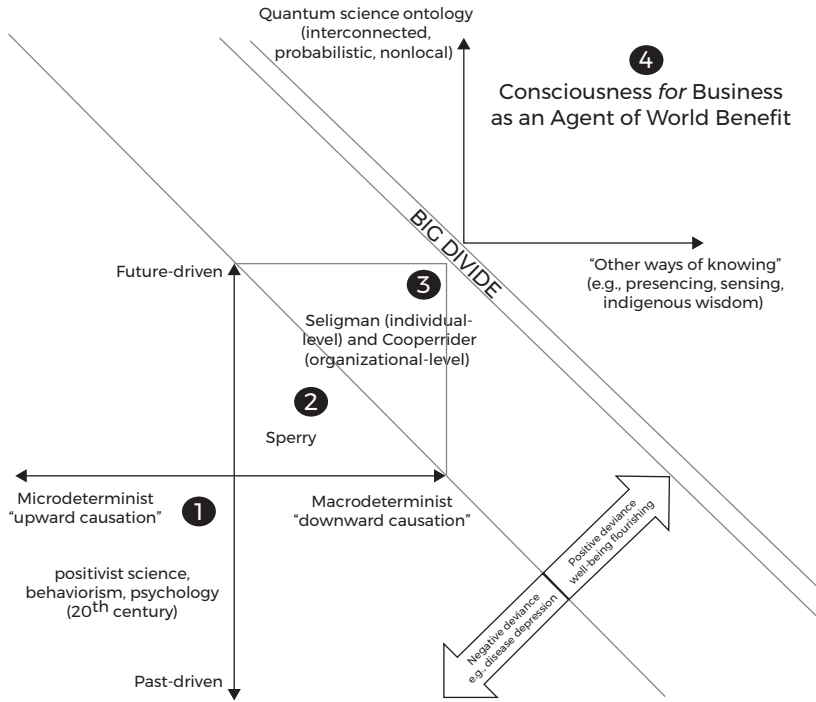 Quantum science ontology
(interconnected,
probabilistic, nonlocal)
4
Consciousness for Business
as an Agent of World Benefit
BIG DIVIDE
“Other ways of knowing”
(e.g., presencing, sensing,
indigenous wisdom)
Future-driven
3
Seligman (individual-
level) and Cooperrider
(organizational-level)
2
Sperry
Microdeterminist
“upward causation”
1
Macrodeterminist
“downward causation”
positivist science,
behaviorism, psychology
(20th century)
Positive deviance
well-being flourishing
Negative deviance
e.g., disease depression
Past-driven